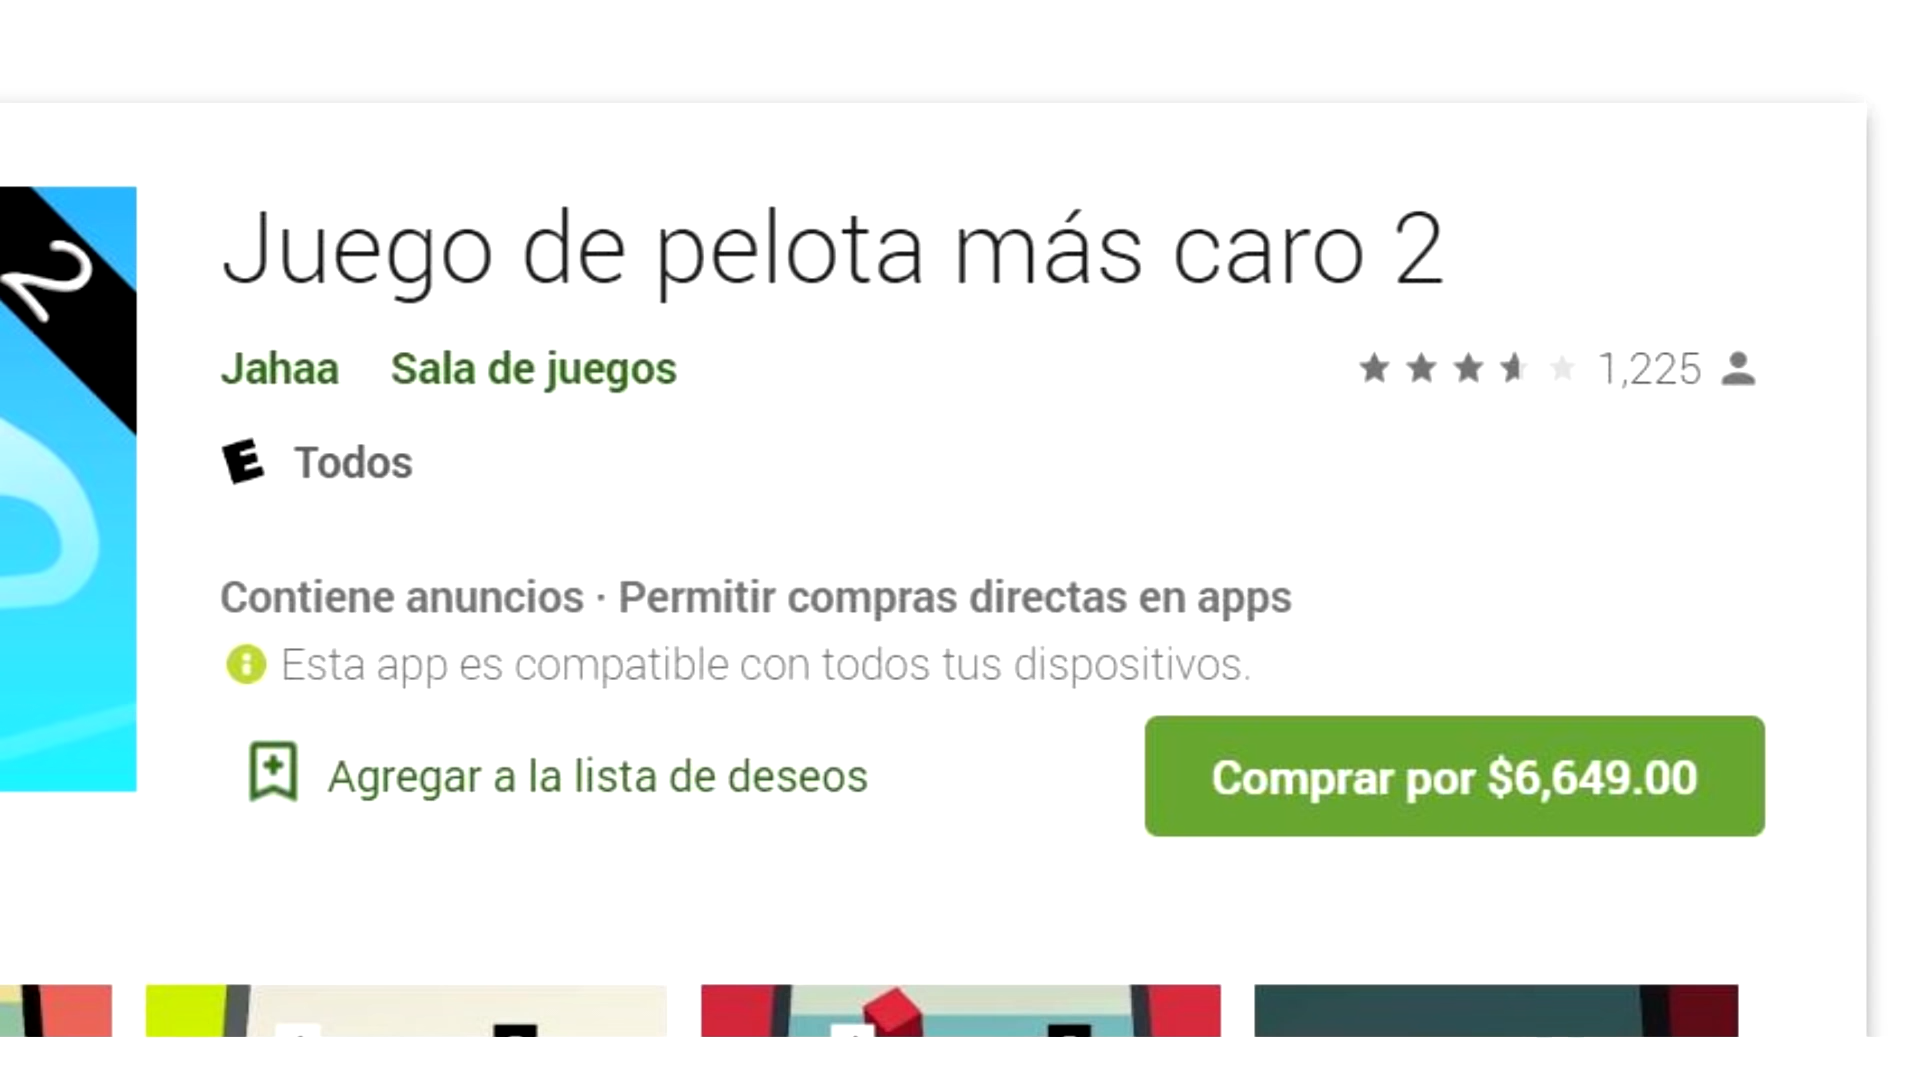 2
Juego de pelota más caro 2
Jahaa Sala de juegos
1,225
E Todos
Contiene anuncios · Permitir compras directas en apps
Esta app es compatible con todos tus dispositivos.
Agregar a la lista de deseos
Comprar por $6,649.00